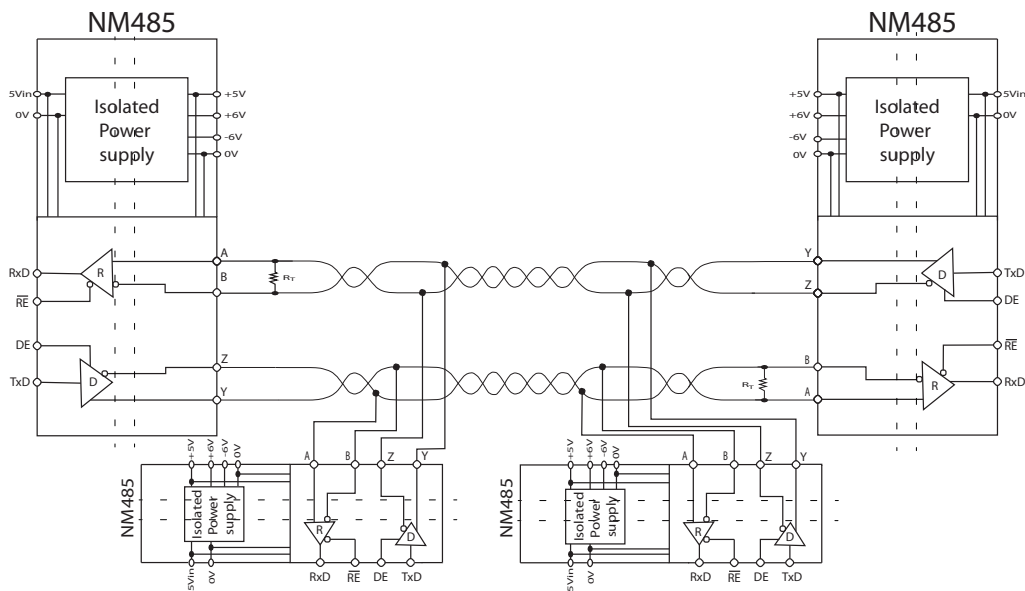 NM485
NM485
5Vin
0V
Isolated
Power
supply
+5V
+6V
-6V
0V
+5V
+6V
-6V
0V
Isolated
Power
supply
5Vin
0V
RxD
RE
R
A
B
RT
Y
Z
D
TxD
DE
DE
TxD
D
Z
Y
RT
B
A
R
RE
RxD
NM485
+5V
+6V
-6V
0V
Isolated
Power
supply
5Vin
0V
A
B
Z
Y
R
D
RxD
RE
DE
TxD
NM485
+5V
+6V
-6V
0V
Isolated
Power
supply
5Vin
0V
A
B
Z
Y
R
D
RxD
RE
DE
TxD